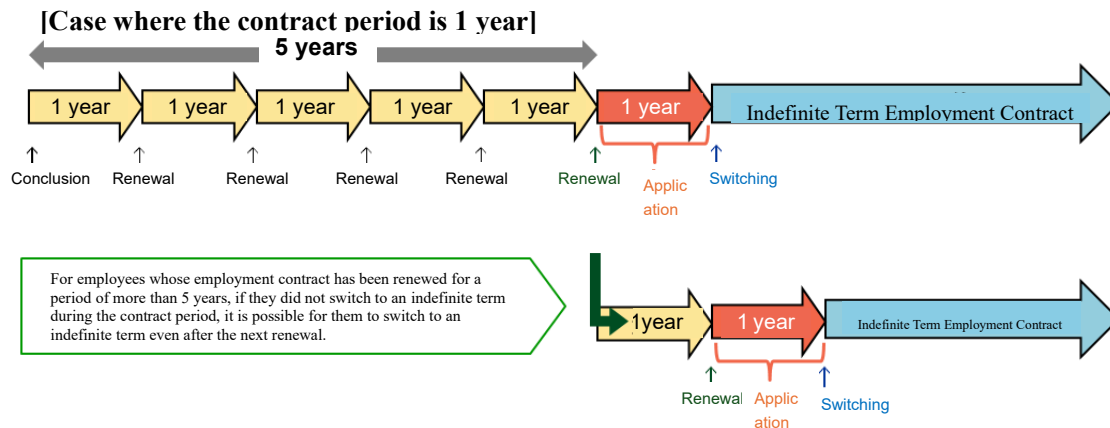 [Case where the contract period is 1 year]
5 years
1 year
1 year
1 year
1 year
1 year
1 year
Indefinite Term Employment Contract
Conclusion
Renewal
Renewal
Renewal
Renewal
Renewal
Applic
ation
Switching
For employees whose employment contract has been renewed for a
period of more than 5 years, if they did not switch to an indefinite term
during the contract period, it is possible for them to switch to an
indefinite term even after the next renewal.
1year
1 year
Indefinite Term Employment Contract
Renewal
Applic
ation
Switching